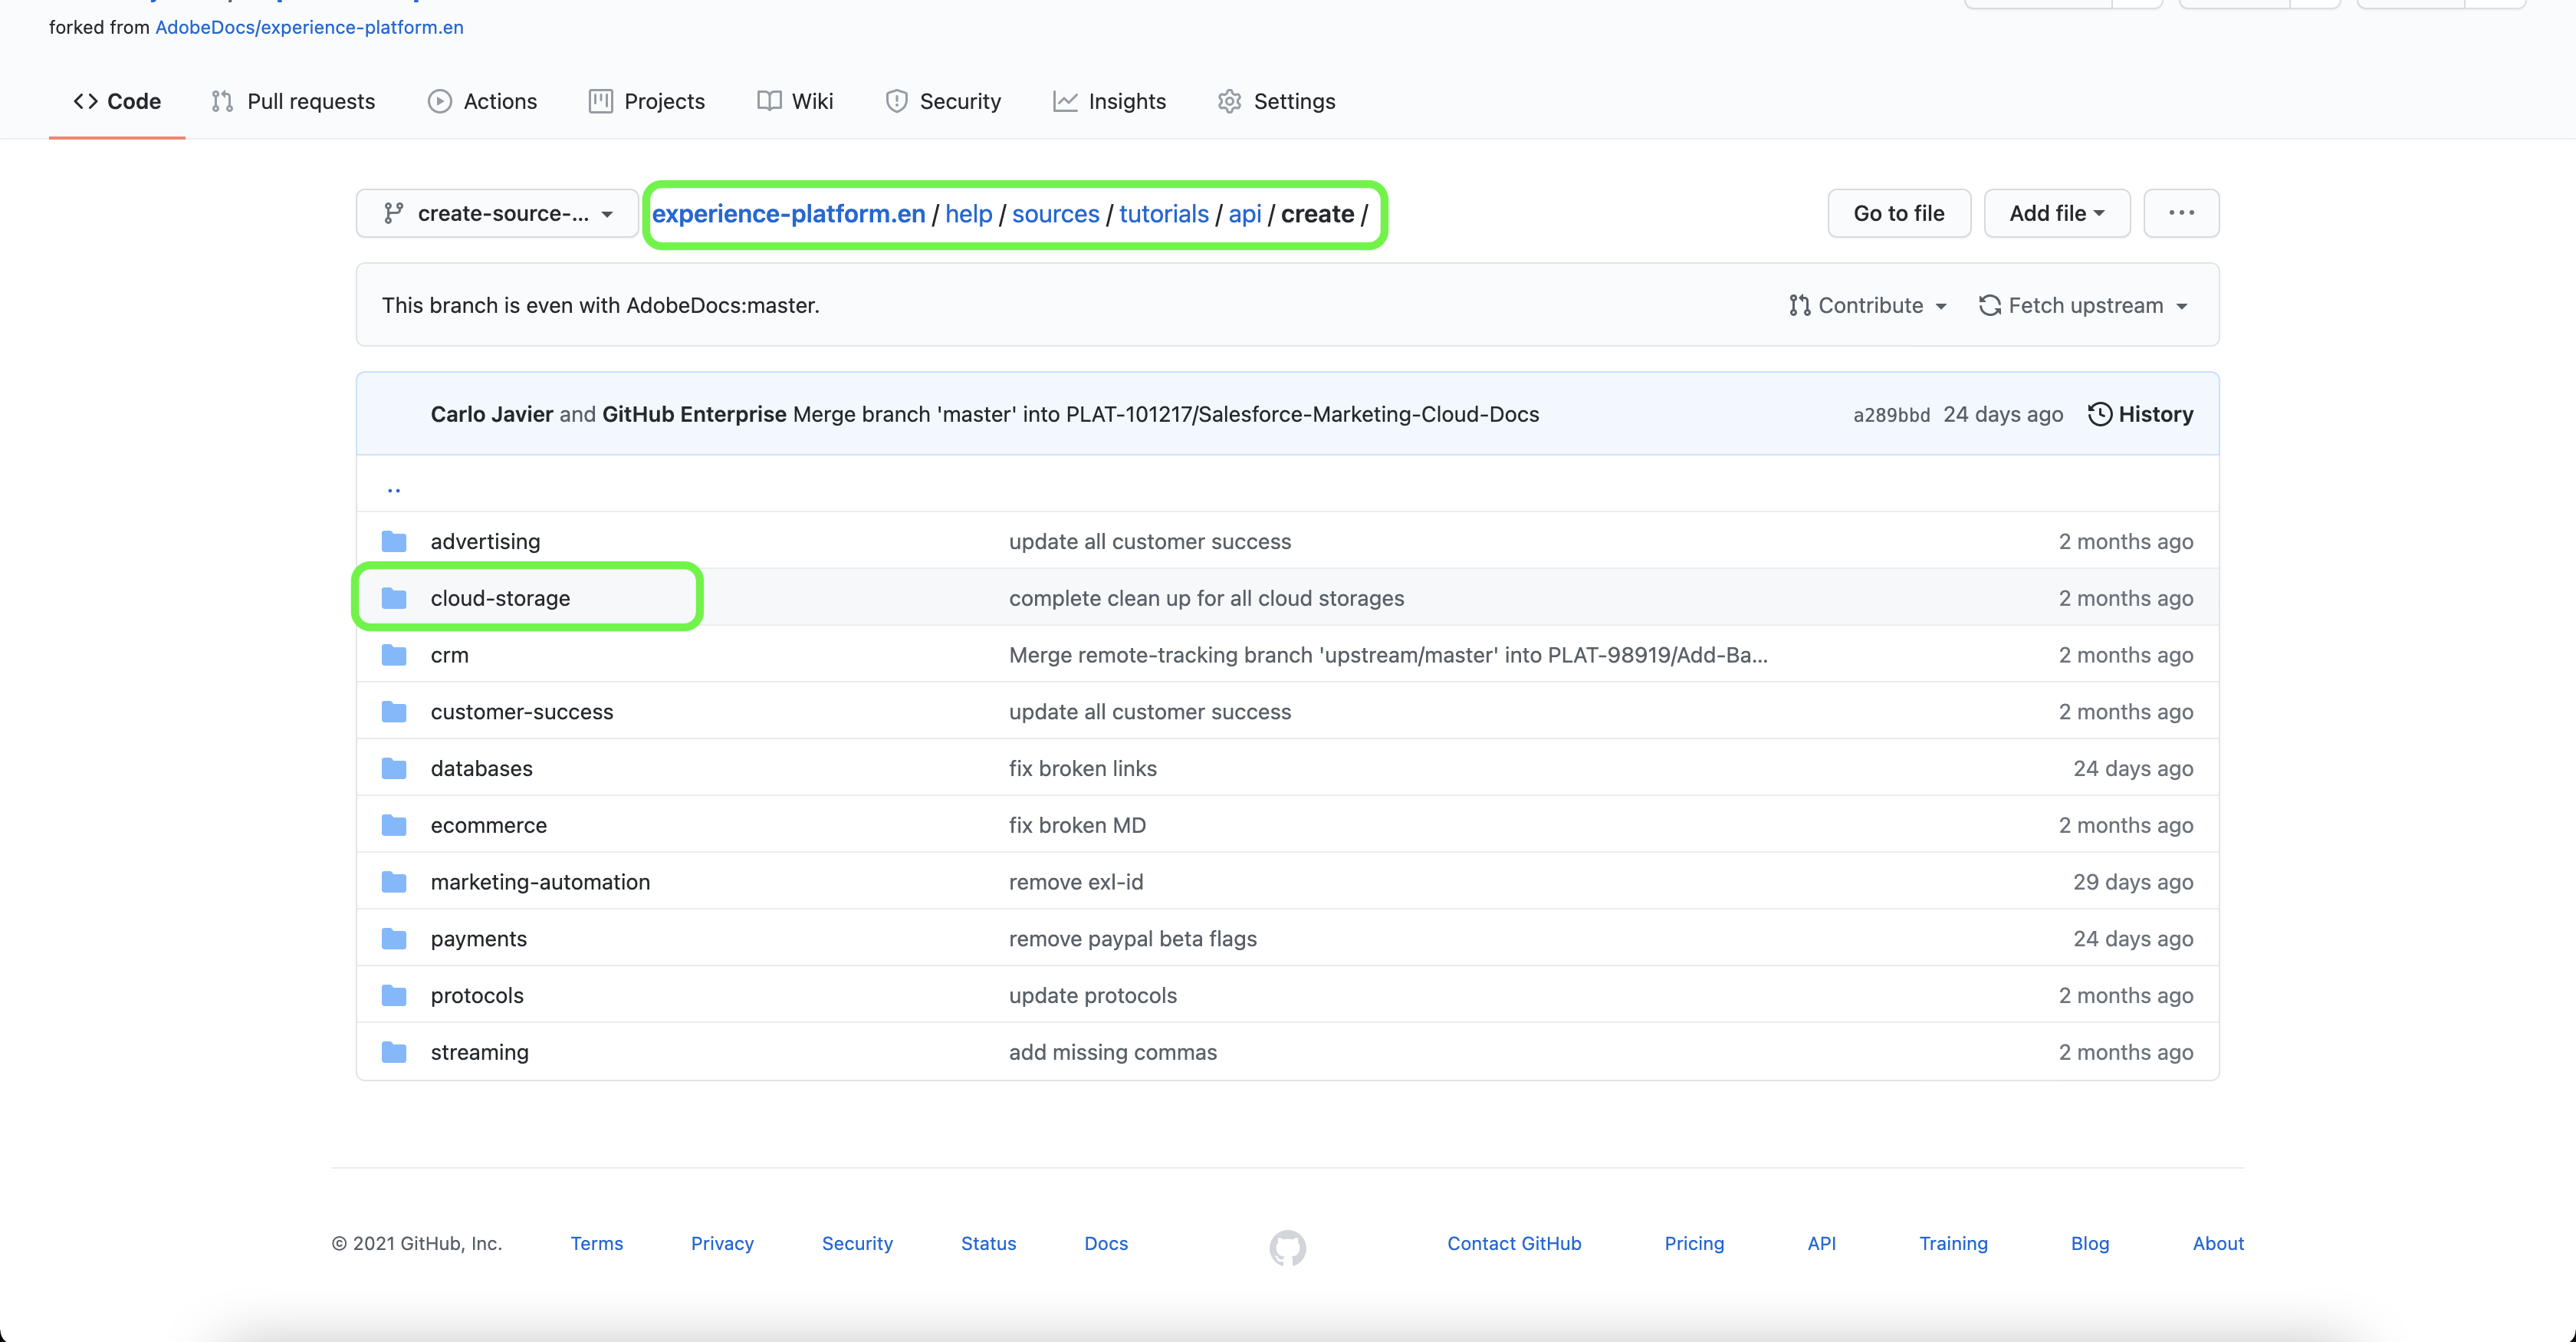 forked from AdobeDocs/experience-platform.en
Code Pull requests Actions Projects Wiki Security Insights Settings
create-source-... experience-platform.en / help / sources / tutorials / api / create / Go to file Add file ...
This branch is even with AdobeDocs:master. Contribute Fetch upstream
Carlo Javier and GitHub Enterprise Merge branch 'master' into PLAT-101217/Salesforce-Marketing-Cloud-Docs a289bbd 24 days ago History
..
advertising update all customer success 2 months ago
cloud-storage complete clean up for all cloud storages 2 months ago
crm Merge remote-tracking branch 'upstream/master' into PLAT-98919/Add-Ba... 2 months ago
customer-success update all customer success 2 months ago
databases fix broken links 24 days ago
ecommerce fix broken MD 2 months ago
marketing-automation remove exl-id 29 days ago
payments remove paypal beta flags 24 days ago
protocols update protocols 2 months ago
streaming add missing commas 2 months ago
© 2021 GitHub, Inc. Terms Privacy Security Status Docs Contact GitHub Pricing API Training Blog About